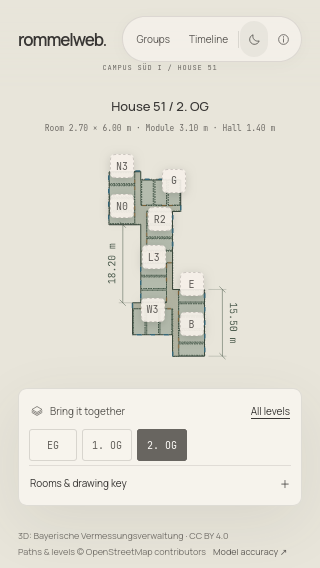 rommelweb.
Groups Timeline
CAMPUS SÜD I / HOUSE 51
House 51 / 2. OG
Room 2.70 × 6.00 m · Module 3.10 m · Hall 1.40 m
N3
G
N0
R2
L3
18.20 m
E
W3
B
15.50 m
Bring it together All levels
EG 1. OG 2. OG
Rooms & drawing key +
3D: Bayerische Vermessungsverwaltung · CC BY 4.0
Paths & levels © OpenStreetMap contributors Model accuracy ↗